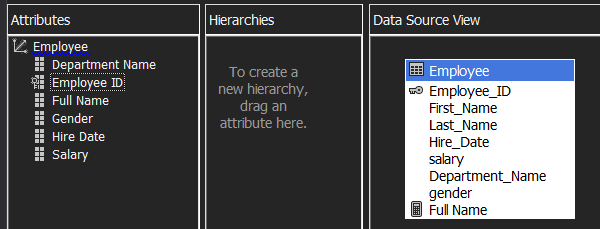 Attributes
Employee
Department Name
Employee ID
Full Name
Gender
Hire Date
Salary
Hierarchies
To create a
new hierarchy,
drag an
attribute here.
Data Source View
Employee
Employee_ID
First_Name
Last_Name
Hire_Date
salary
Department_Name
gender
Full Name